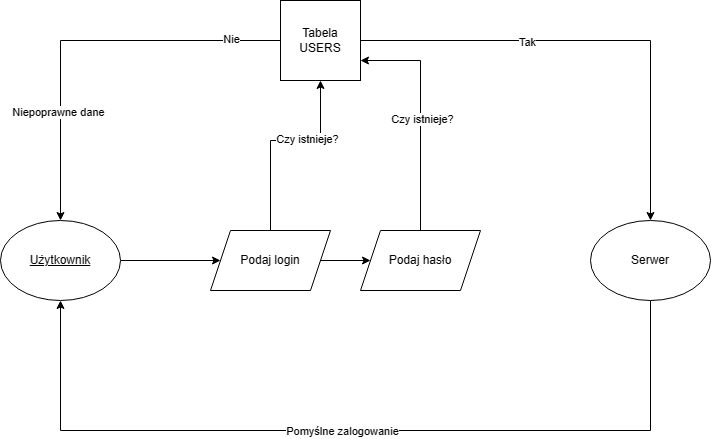 Tabela
USERS
Nie
Tak
Niepoprawne dane
Czy istnieje?
Czy istnieje?
Użytkownik
Podaj login
Podaj hasło
Serwer
Pomyślne zalogowanie